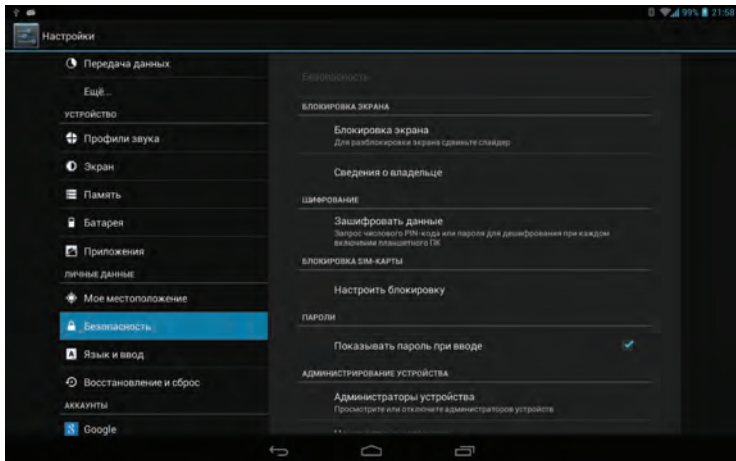 99% 21:58
Настройки
Передача данных
Ещё...
УСТРОЙСТВО
Профили звука
Экран
Память
Батарея
Приложения
ЛИЧНЫЕ ДАННЫЕ
Мое местоположение
Безопасность
Язык и ввод
Восстановление и сброс
АККАУНТЫ
Google
Безопасность
БЛОКИРОВКА ЭКРАНА
Блокировка экрана
Для разблокировки экрана сдвиньте слайдер
Сведения о владельце
ШИФРОВАНИЕ
Зашифровать данные
Запрос числового PIN-кода или пароля для дешифрования при каждом
включении планшетного ПК
БЛОКИРОВКА SIM-КАРТЫ
Настроить блокировку
ПАРОЛИ
Показывать пароль при вводе
АДМИНИСТРИРОВАНИЕ УСТРОЙСТВА
Администраторы устройства
Просмотрите или отключите администраторов устройств